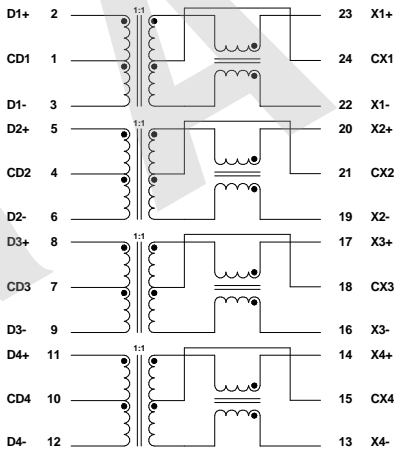 D1+ 2 1:1 23 X1+
CD1 1 24 CX1
D1- 3 22 X1-
D2+ 5 1:1 20 X2+
CD2 4 21 CX2
D2- 6 19 X2-
D3+ 8 1:1 17 X3+
CD3 7 18 CX3
D3- 9 16 X3-
D4+ 11 1:1 14 X4+
CD4 10 15 CX4
D4- 12 13 X4-